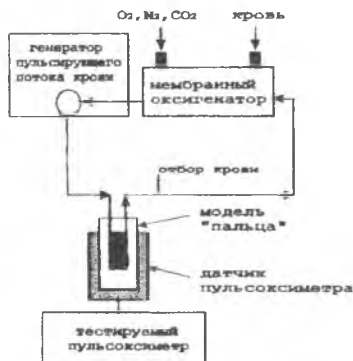 O₂, N₂, CO₂
кровь
генератор
пульсирующего
потока крови
мембранный
оксигенатор
отбор крови
модель
"пальца"
датчик
пульсоксиметра
тестируемый
пульсоксиметр